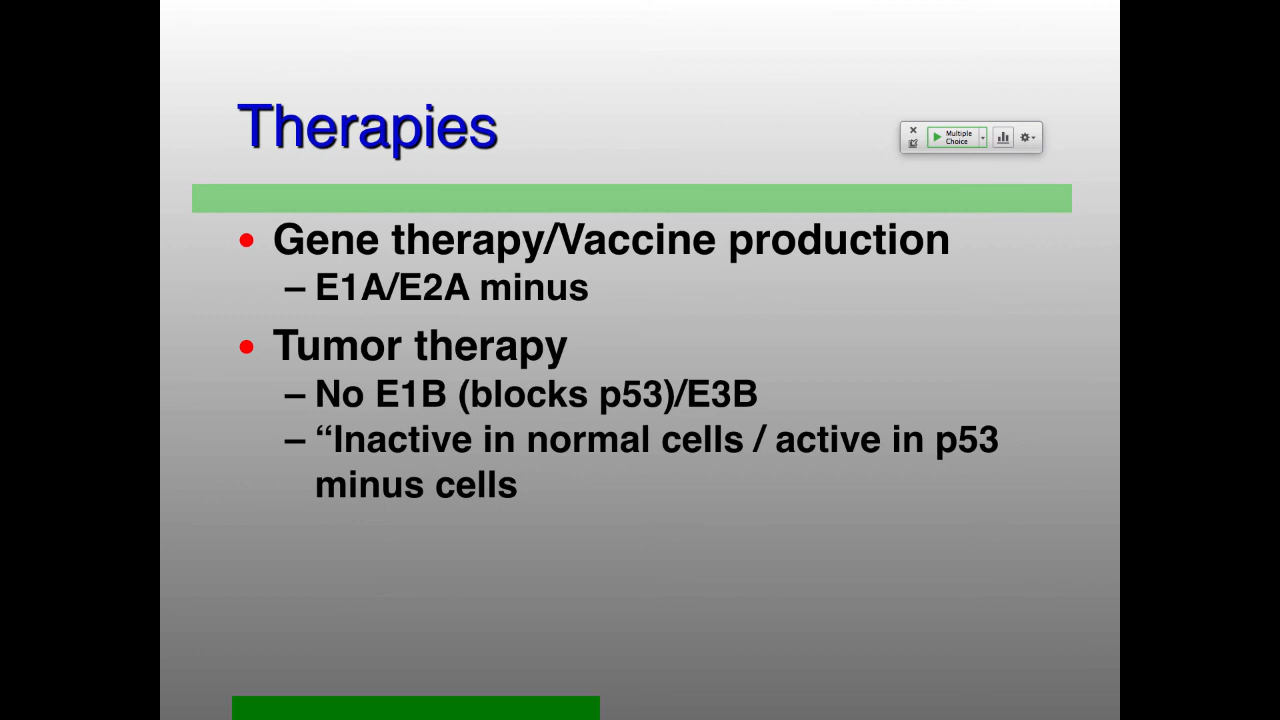 Therapies
Multiple
Choice
• Gene therapy/Vaccine production
– E1A/E2A minus
• Tumor therapy
– No E1B (blocks p53)/E3B
– “Inactive in normal cells / active in p53
minus cells